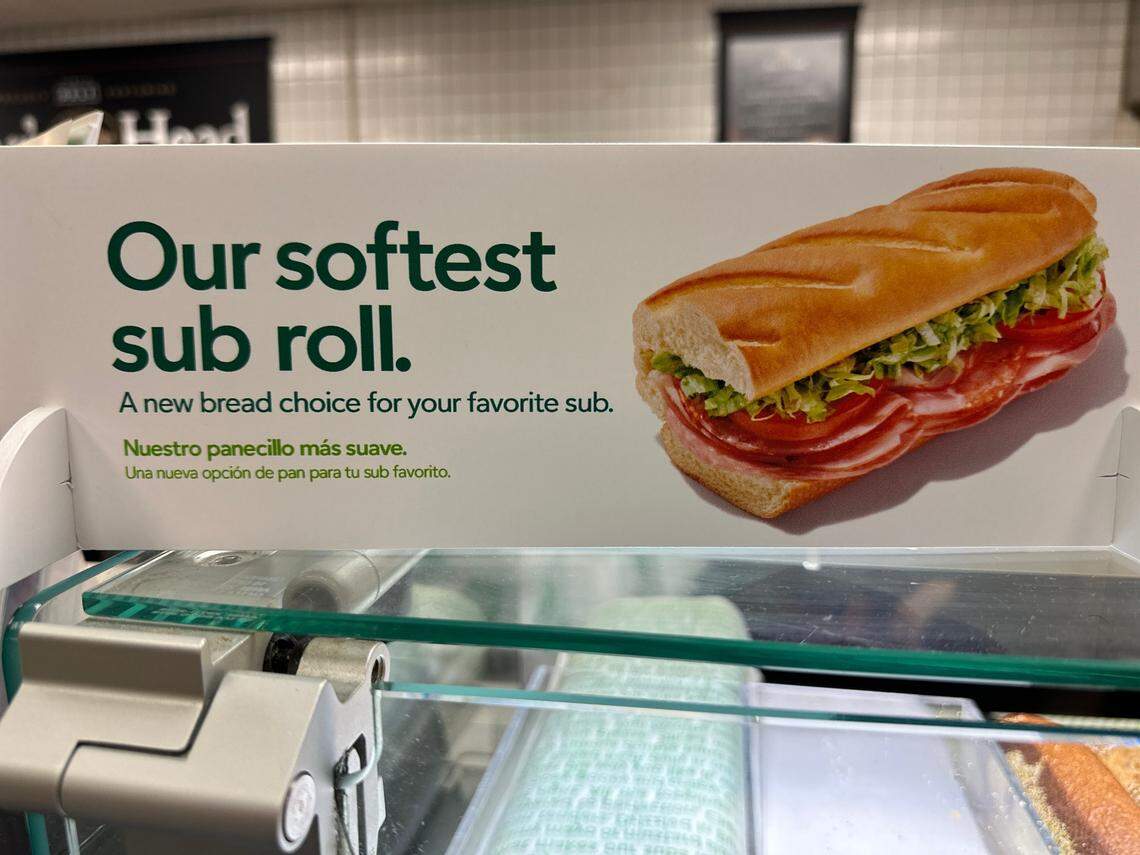 Head
Our softest
sub roll.
A new bread choice for your favorite sub.
Nuestro panecillo más suave.
Una nueva opción de pan para tu sub favorito.